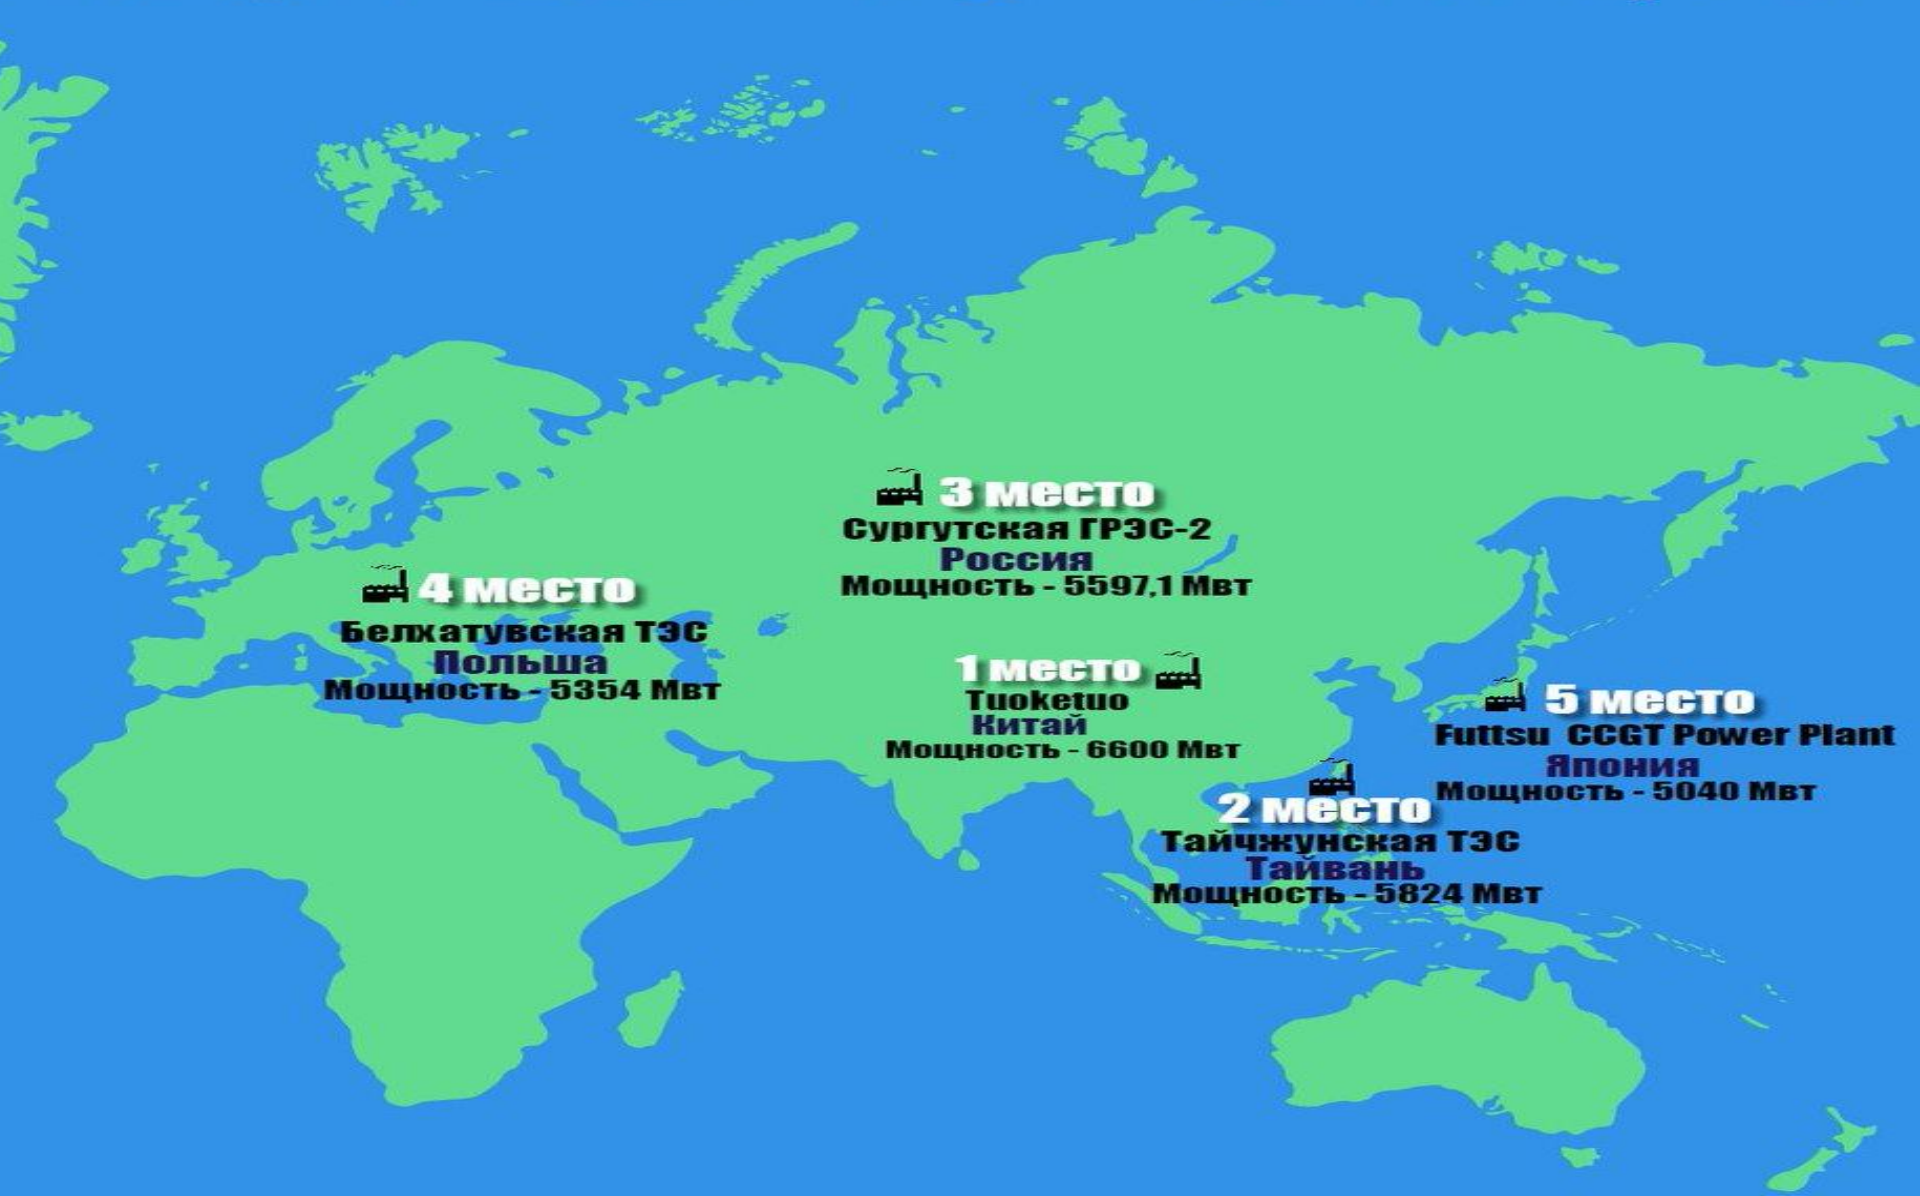 3 место
Сургутская ГРЭС-2
Россия
Мощность - 5597,1 Мвт
4 место
Белхатувская ТЭС
Польша
Мощность - 5354 Мвт
1 место
Tuoketuo
Китай
Мощность - 6600 Мвт
5 место
Futtsu CCGT Power Plant
Япония
Мощность - 5040 Мвт
2 место
Тайчжунская ТЭС
Тайвань
Мощность - 5824 Мвт